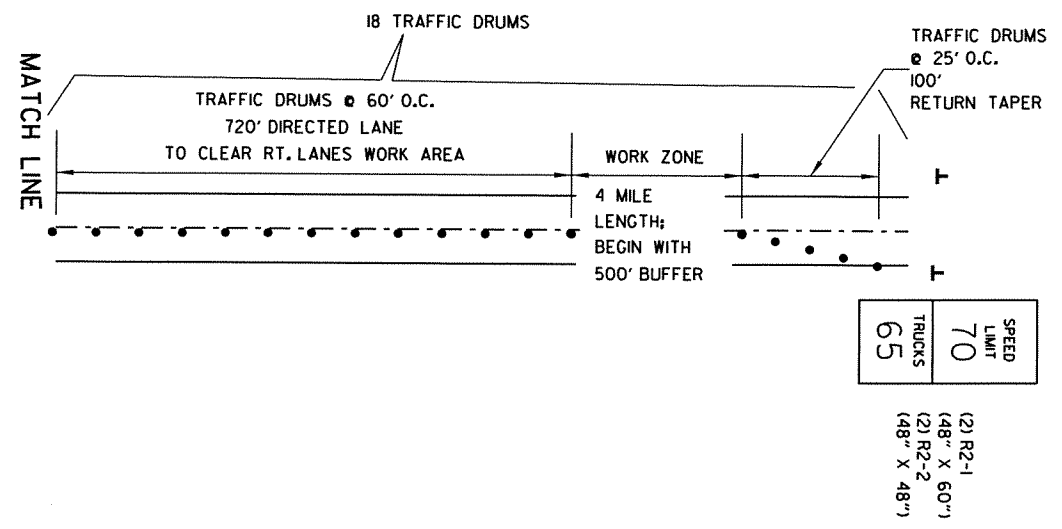 18 TRAFFIC DRUMS
TRAFFIC DRUMS
@ 25' O.C.
100'
RETURN TAPER
MATCH LINE
TRAFFIC DRUMS @ 60' O.C.
720' DIRECTED LANE
TO CLEAR RT. LANES WORK AREA
WORK ZONE
4 MILE
LENGTH;
BEGIN WITH
500' BUFFER
SPEED
LIMIT
70
TRUCKS
65
(2) R2-1
(48" X 60")
(2) R2-2
(48" X 48")